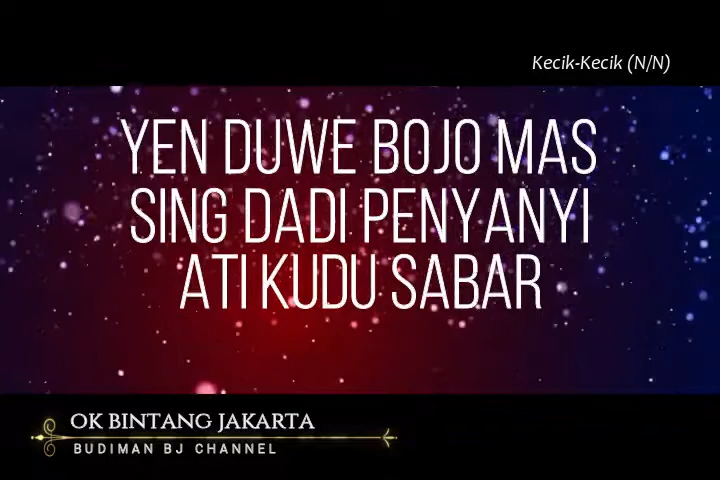 Kecik-Kecik (N/N)
YEN DUWE BOJO MAS
SING DADI PENYANYI
ATI KUDU SABAR
OK BINTANG JAKARTA
BUDIMAN BJ CHANNEL